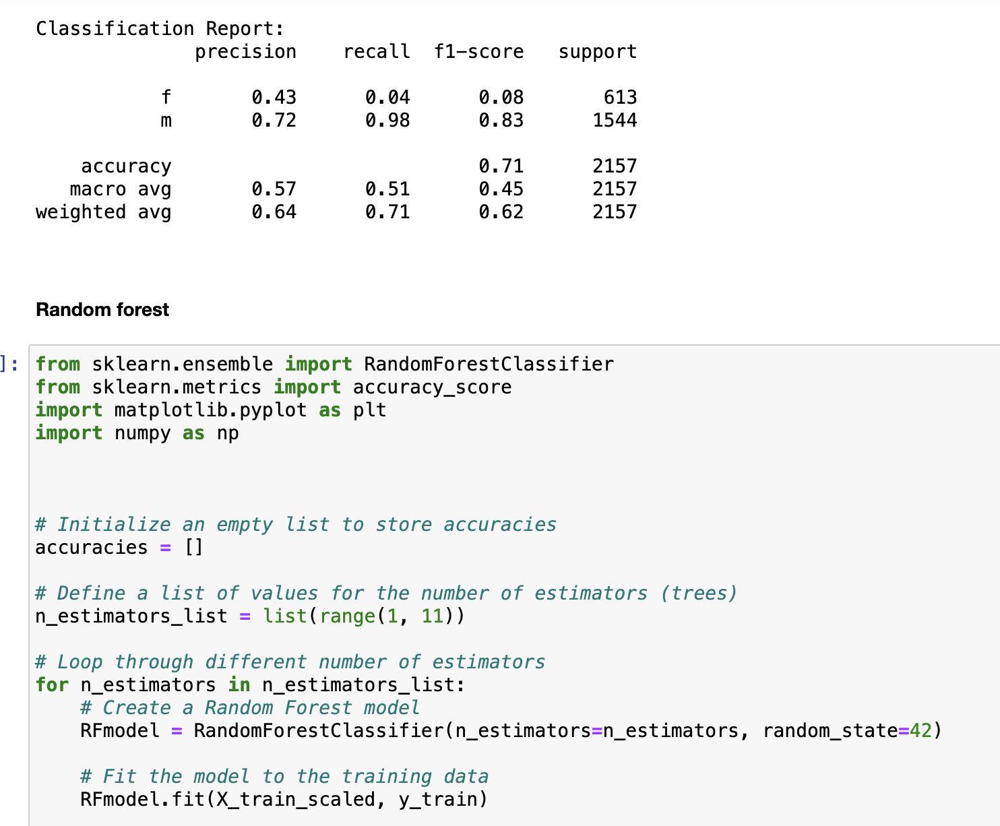 Classification Report:
precision recall f1-score support
f 0.43 0.04 0.08 613
m 0.72 0.98 0.83 1544
accuracy 0.71 2157
macro avg 0.57 0.51 0.45 2157
weighted avg 0.64 0.71 0.62 2157
Random forest
]: from sklearn.ensemble import RandomForestClassifier
from sklearn.metrics import accuracy_score
import matplotlib.pyplot as plt
import numpy as np
# Initialize an empty list to store accuracies
accuracies = []
# Define a list of values for the number of estimators (trees)
n_estimators_list = list(range(1, 11))
# Loop through different number of estimators
for n_estimators in n_estimators_list:
    # Create a Random Forest model
    RFmodel = RandomForestClassifier(n_estimators=n_estimators, random_state=42)
    # Fit the model to the training data
    RFmodel.fit(X_train_scaled, y_train)